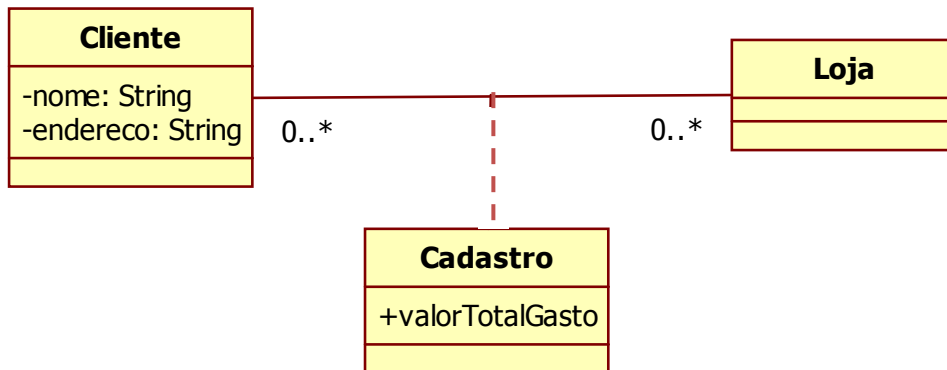 Cliente
-nome: String
-endereco: String
0..*
0..*
Loja
Cadastro
+valorTotalGasto